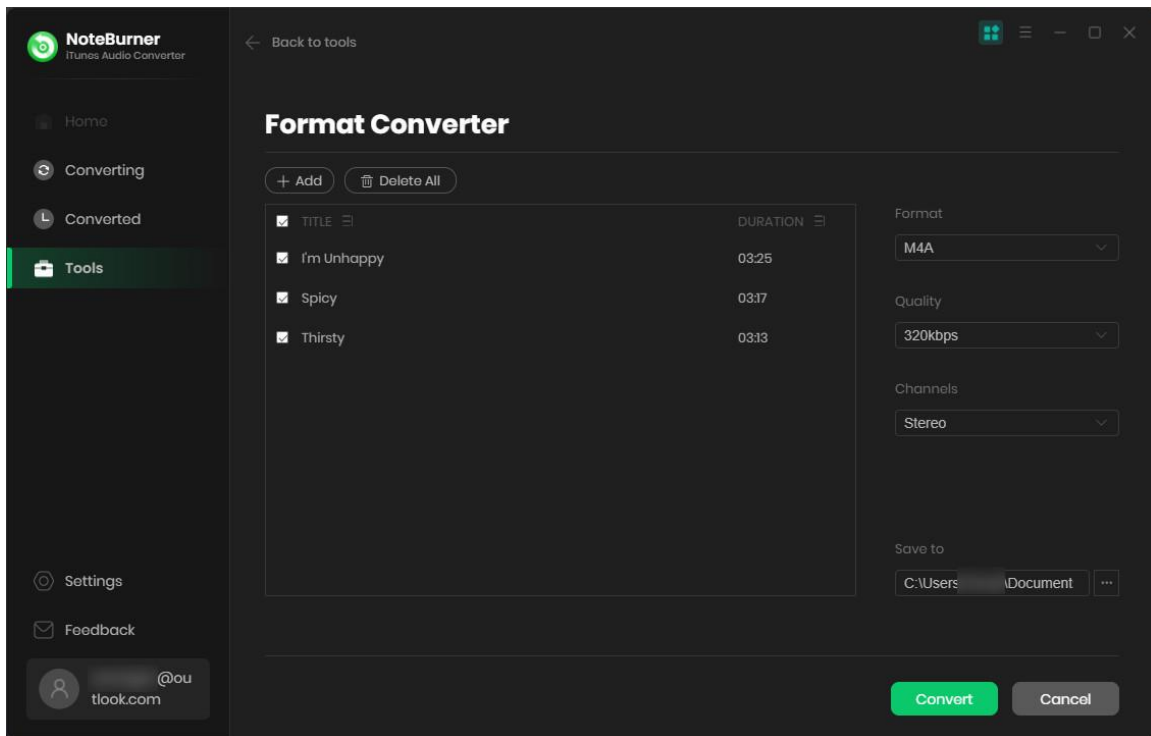 NoteBurner
iTunes Audio Converter
Back to tools
Home
Converting
Converted
Tools
Settings
Feedback
@ou
tlook.com
Format Converter
Add
Delete All
TITLE DURATION
I'm Unhappy 03:25
Spicy 03:17
Thirsty 03:13
Format
M4A
Quality
320kbps
Channels
Stereo
Save to
C:\Users \Document ...
Convert Cancel